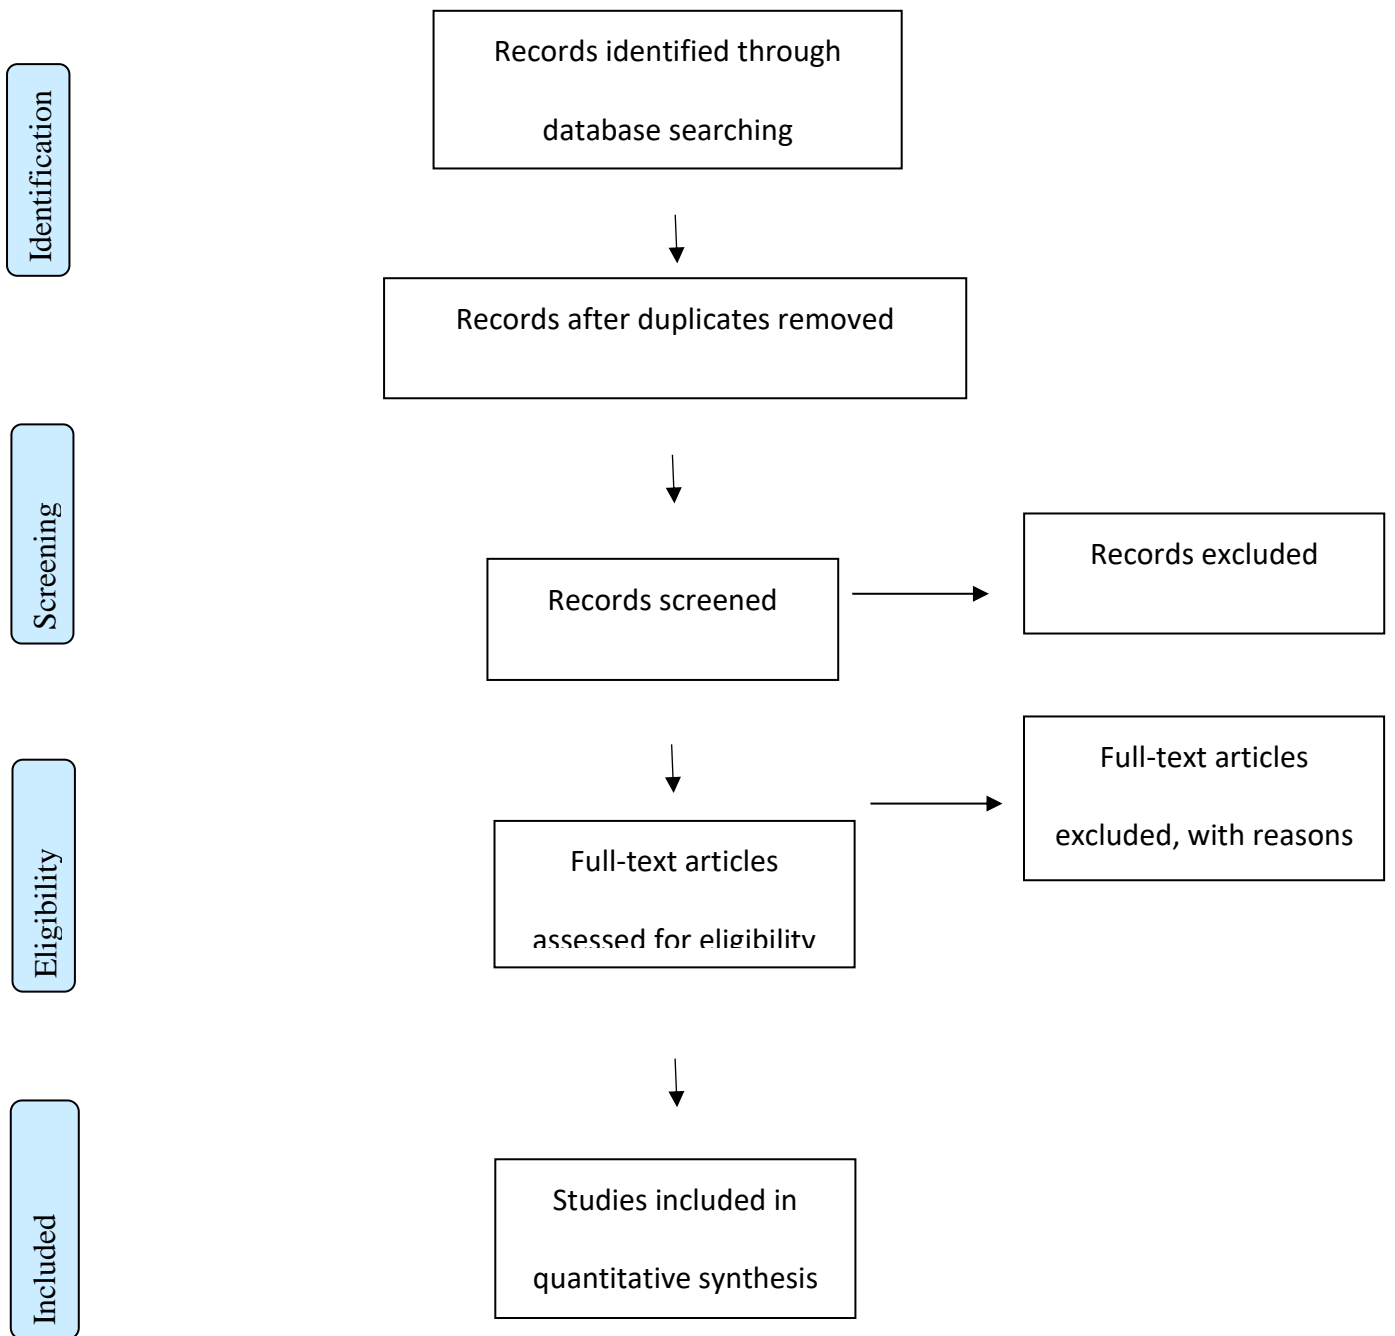 Identification
Records identified through
database searching
Records after duplicates removed
Screening
Records screened
Records excluded
Eligibility
Full-text articles
assessed for eligibility
Full-text articles
excluded, with reasons
Included
Studies included in
quantitative synthesis